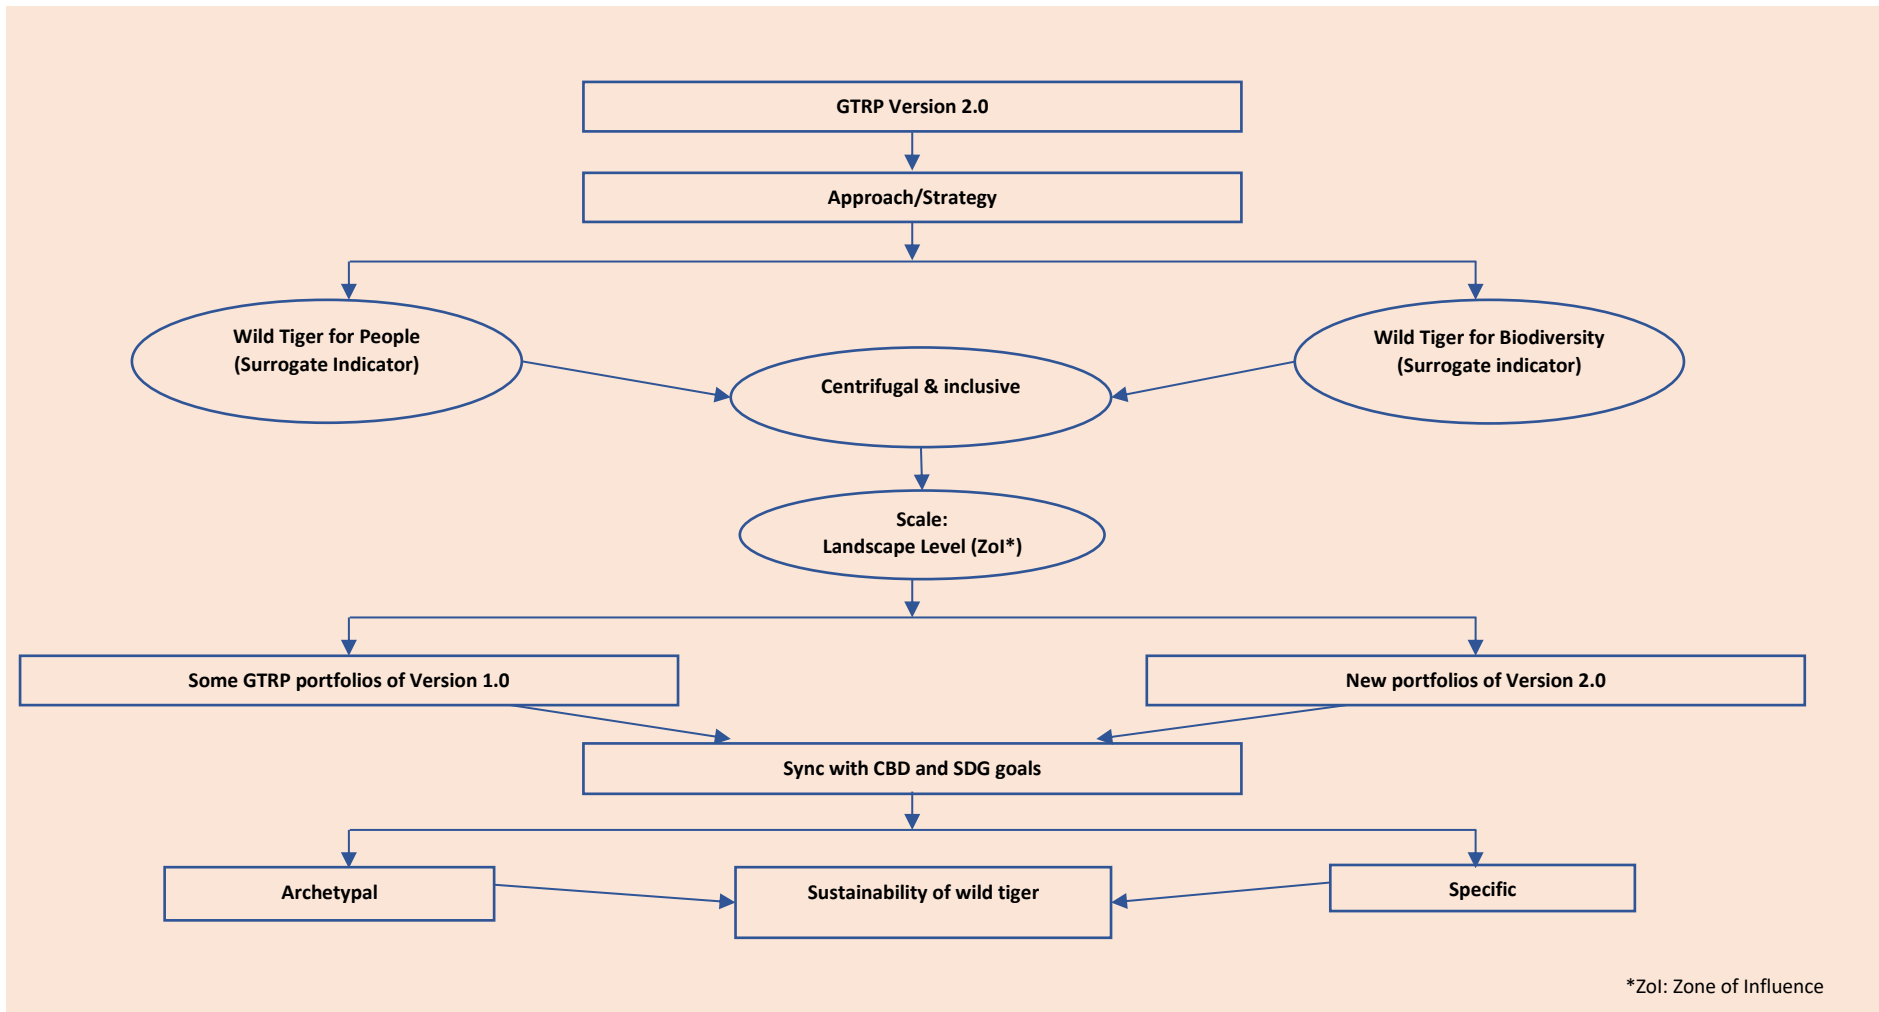 GTRP Version 2.0
Approach/Strategy
Wild Tiger for People
(Surrogate Indicator)
Wild Tiger for Biodiversity
(Surrogate indicator)
Centrifugal & inclusive
Scale:
Landscape Level (ZoI*)
Some GTRP portfolios of Version 1.0
New portfolios of Version 2.0
Sync with CBD and SDG goals
Archetypal
Sustainability of wild tiger
Specific
*ZoI: Zone of Influence